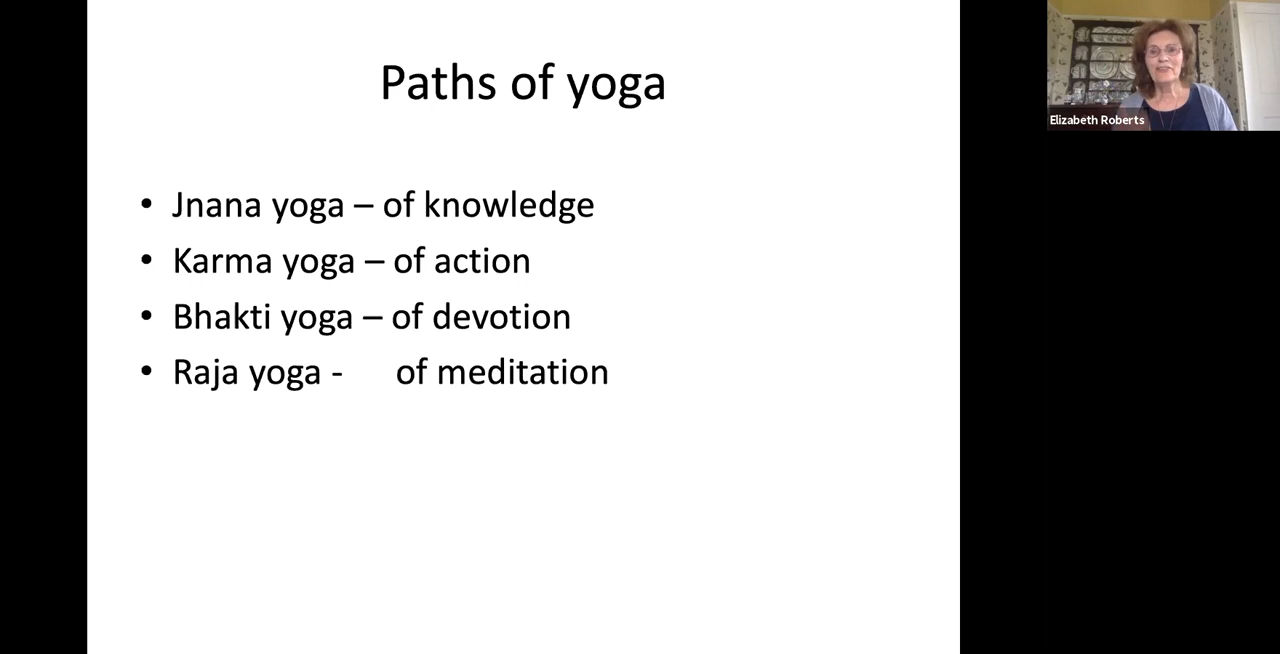 Paths of yoga
• Jnana yoga – of knowledge
• Karma yoga – of action
• Bhakti yoga – of devotion
• Raja yoga - of meditation
Elizabeth Roberts